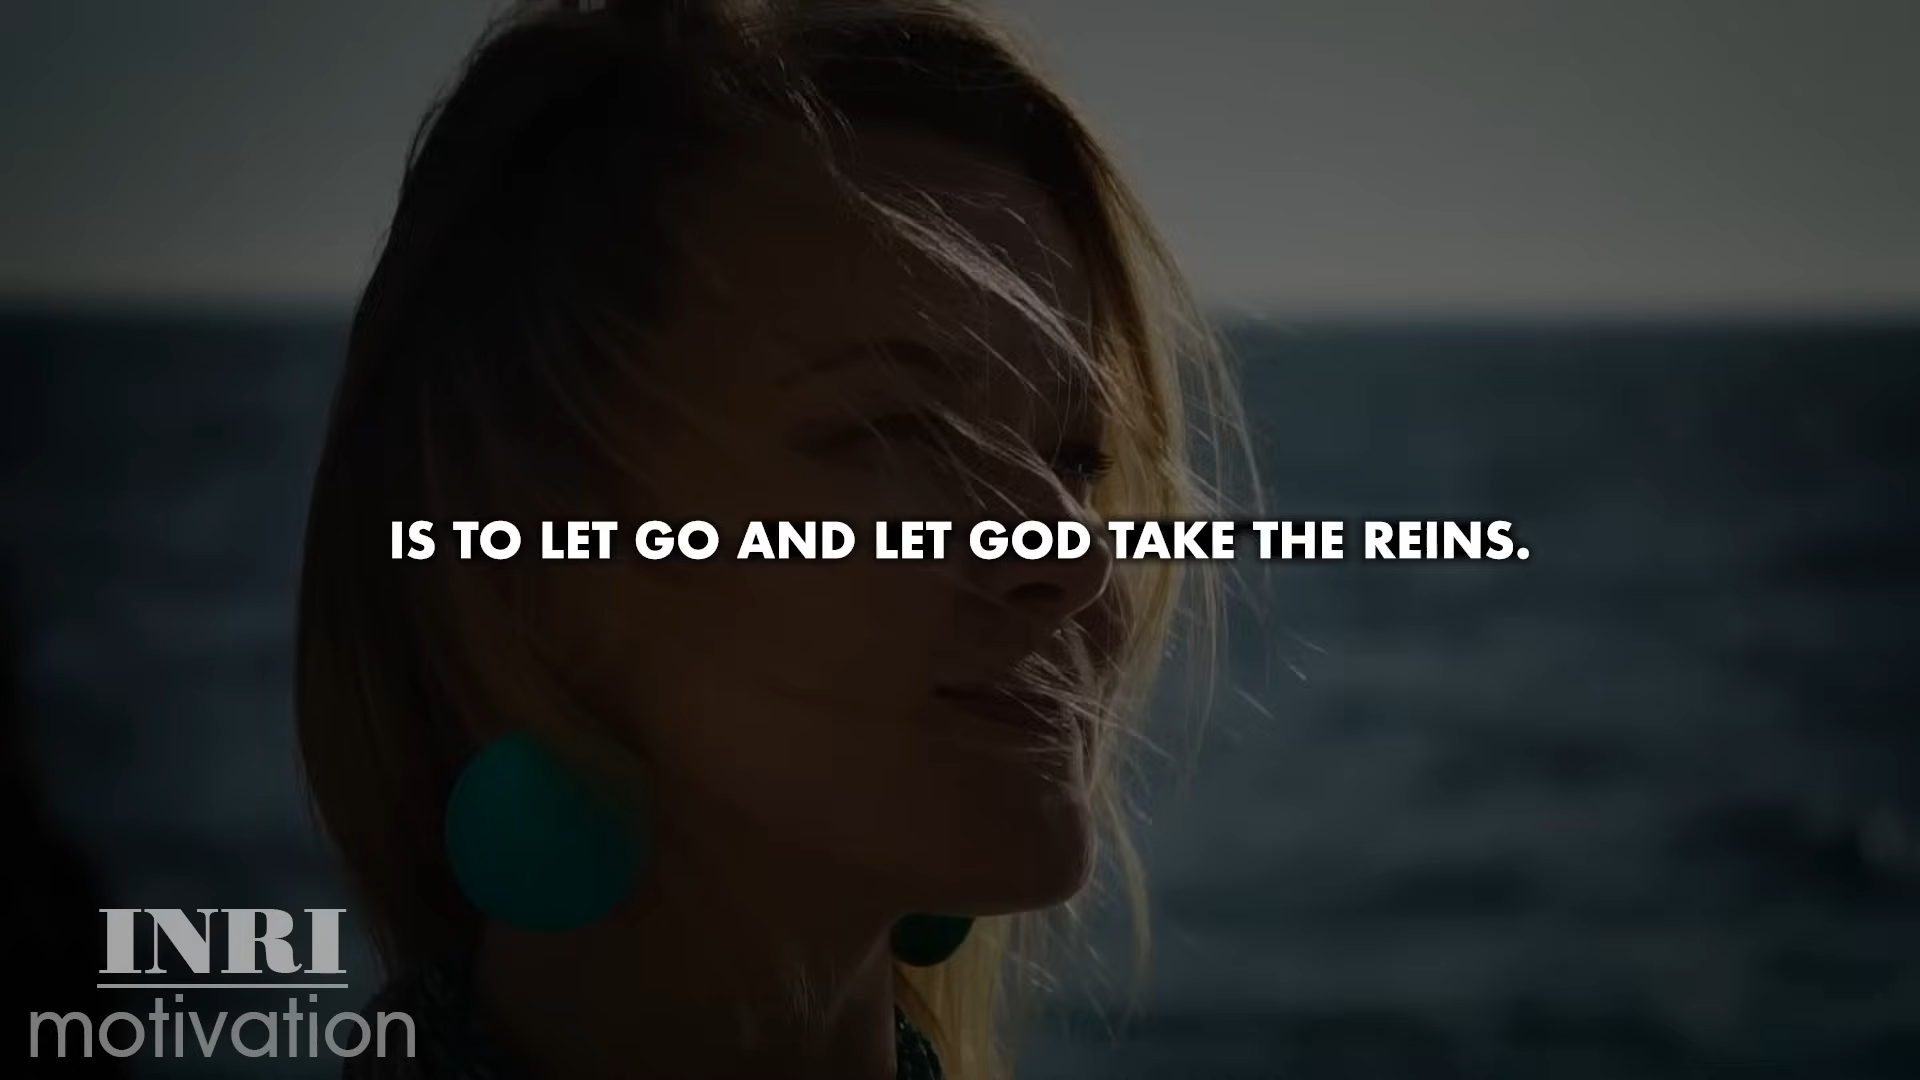 IS TO LET GO AND LET GOD TAKE THE REINS.
INRI
motivation